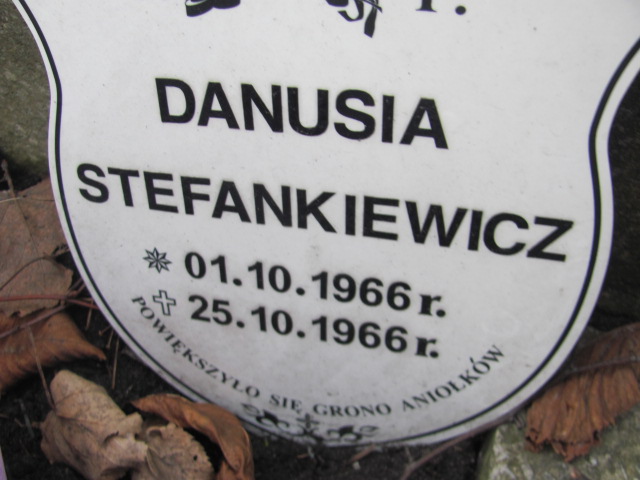 P.
DANUSIA
STEFANKIEWICZ
01.10.1966 r.
25.10.1966 r.
POWIĘKSZYŁO SIĘ GRONO ANIOŁKÓW